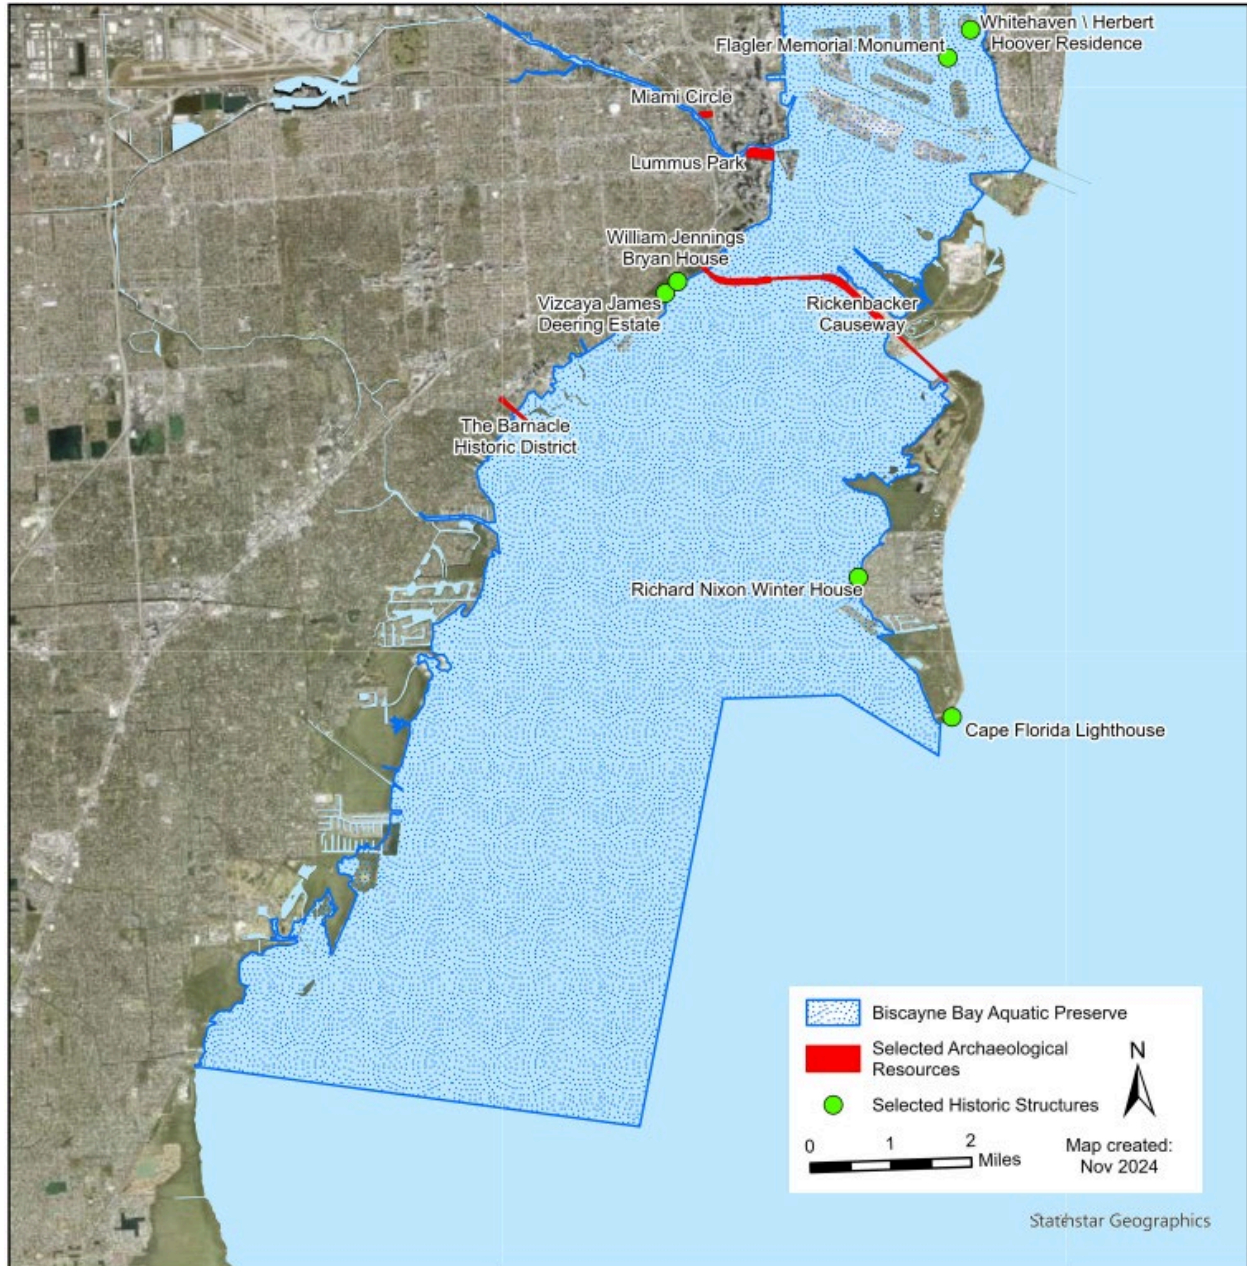 Whitehaven \ Herbert
Hoover Residence
Flagler Memorial Monument
Miami Circle
Lummus Park
William Jennings
Bryan House
Vizcaya James
Deering Estate
Rickenbacker
Causeway
The Barnacle
Historic District
Richard Nixon Winter House
Cape Florida Lighthouse
Biscayne Bay Aquatic Preserve
Selected Archaeological
Resources
Selected Historic Structures
N
0 1 2
Miles
Map created:
Nov 2024
Geographics